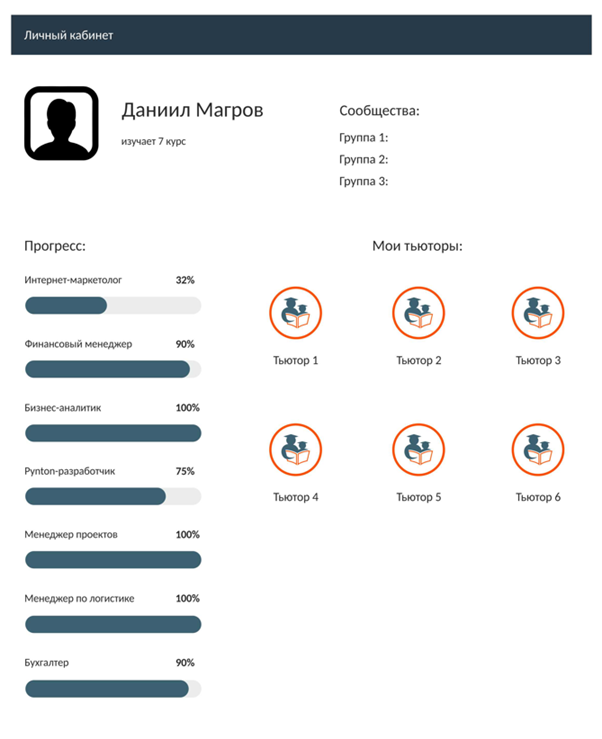 Личный кабинет
Даниил Магров
изучает 7 курс
Сообщества:
Группа 1:
Группа 2:
Группа 3:
Прогресс:
Интернет-маркетолог 32%
Финансовый менеджер 90%
Бизнес-аналитик 100%
Pynton-разработчик 75%
Менеджер проектов 100%
Менеджер по логистике 100%
Бухгалтер 90%
Мои тьюторы:
Тьютор 1 Тьютор 2 Тьютор 3
Тьютор 4 Тьютор 5 Тьютор 6